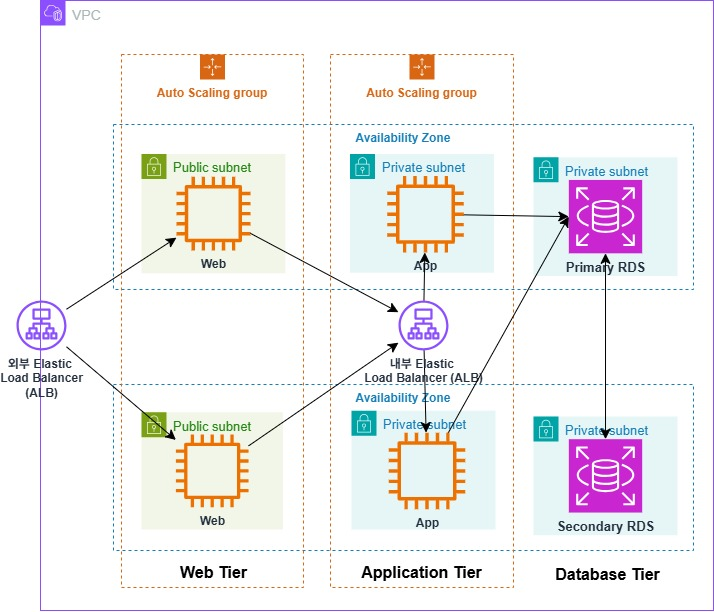 VPC
Auto Scaling group
Auto Scaling group
Availability Zone
Public subnet
Private subnet
Private subnet
Web
App
Primary RDS
외부 Elastic
Load Balancer
(ALB)
내부 Elastic
Load Balancer (ALB)
Availability Zone
Public subnet
Private subnet
Private subnet
Web
App
Secondary RDS
Web Tier
Application Tier
Database Tier